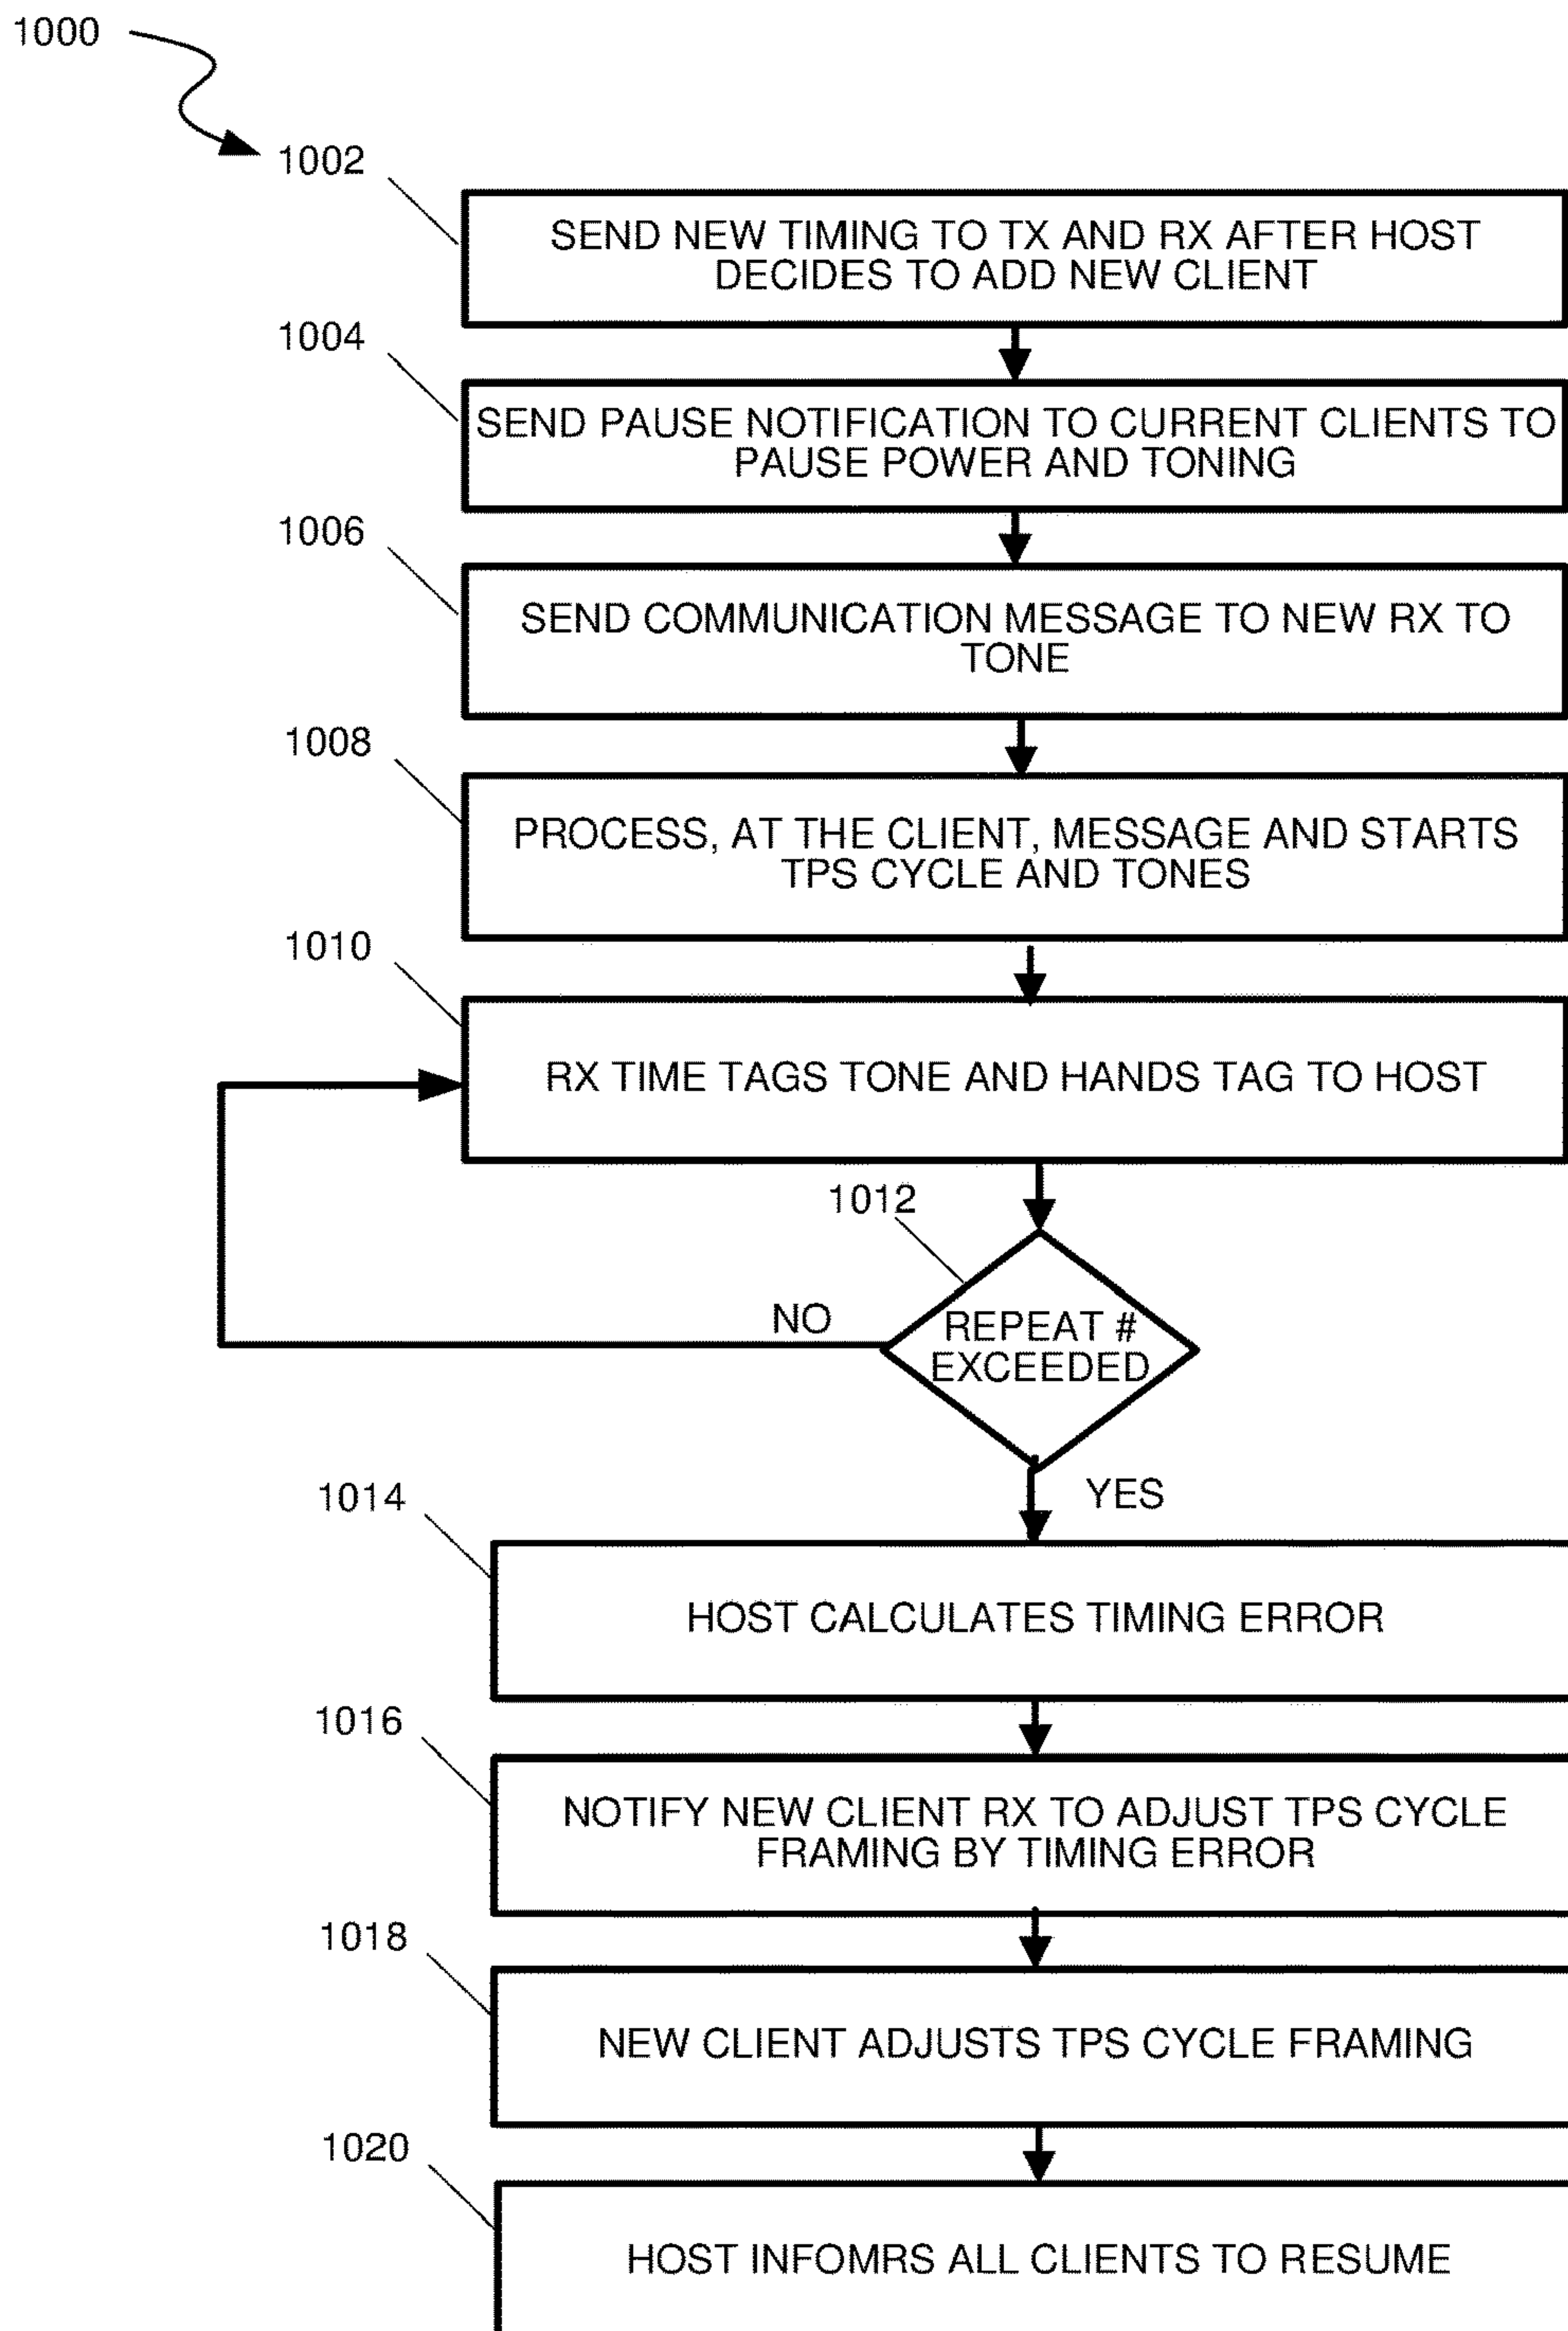 1000
1002
SEND NEW TIMING TO TX AND RX AFTER HOST
DECIDES TO ADD NEW CLIENT
1004
SEND PAUSE NOTIFICATION TO CURRENT CLIENTS TO
PAUSE POWER AND TONING
1006
SEND COMMUNICATION MESSAGE TO NEW RX TO
TONE
1008
PROCESS, AT THE CLIENT, MESSAGE AND STARTS
TPS CYCLE AND TONES
1010
RX TIME TAGS TONE AND HANDS TAG TO HOST
1012
NO
REPEAT #
EXCEEDED
YES
1014
HOST CALCULATES TIMING ERROR
1016
NOTIFY NEW CLIENT RX TO ADJUST TPS CYCLE
FRAMING BY TIMING ERROR
1018
NEW CLIENT ADJUSTS TPS CYCLE FRAMING
1020
HOST INFOMRS ALL CLIENTS TO RESUME